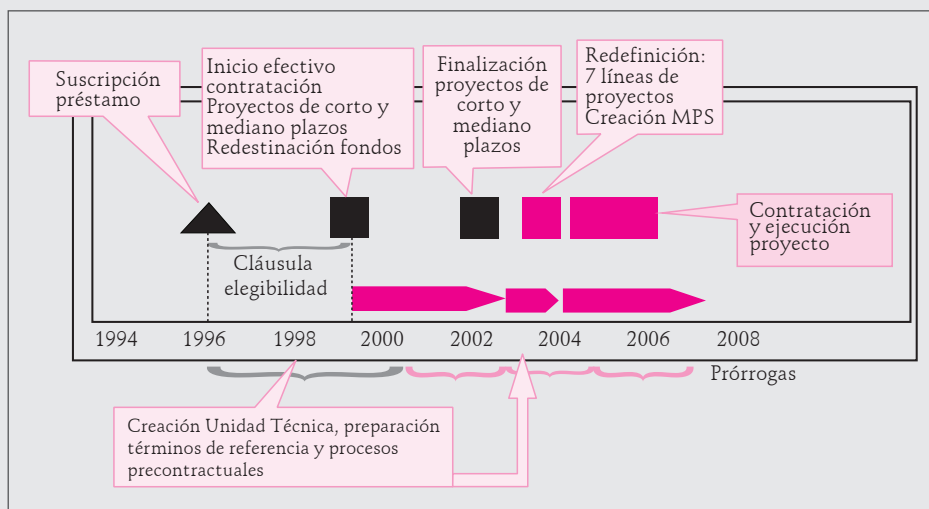 Suscripción
préstamo
Inicio efectivo
contratación
Proyectos de corto y
mediano plazos
Redestinación fondos
Finalización
proyectos de
corto y
mediano
plazos
Redefinición:
7 líneas de
proyectos
Creación MPS
Contratación
y ejecución
proyecto
Cláusula
elegibilidad
1994 1996 1998 2000 2002 2004 2006 2008
Prórrogas
Creación Unidad Técnica, preparación
términos de referencia y procesos
precontractuales